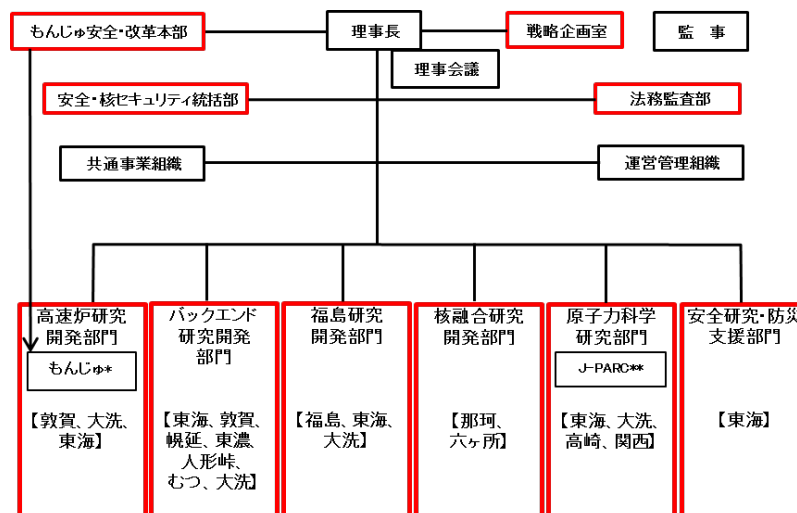 もんじゅ安全・改革本部
理事長
戦略企画室
監　事
理事会議
安全・核セキュリティ統括部
法務監査部
共通事業組織
運営管理組織
高速炉研究
開発部門
もんじゅ*
【敦賀、大洗、
東海】
バックエンド
研究開発
部門
【東海、敦賀、
幌延、東濃、
人形峠、
むつ、大洗】
福島研究
開発部門
【福島、東海、
大洗】
核融合研究
開発部門
【那珂、
六ヶ所】
原子力科学
研究部門
J-PARC**
【東海、大洗、
高崎、関西】
安全研究・防災
支援部門
【東海】